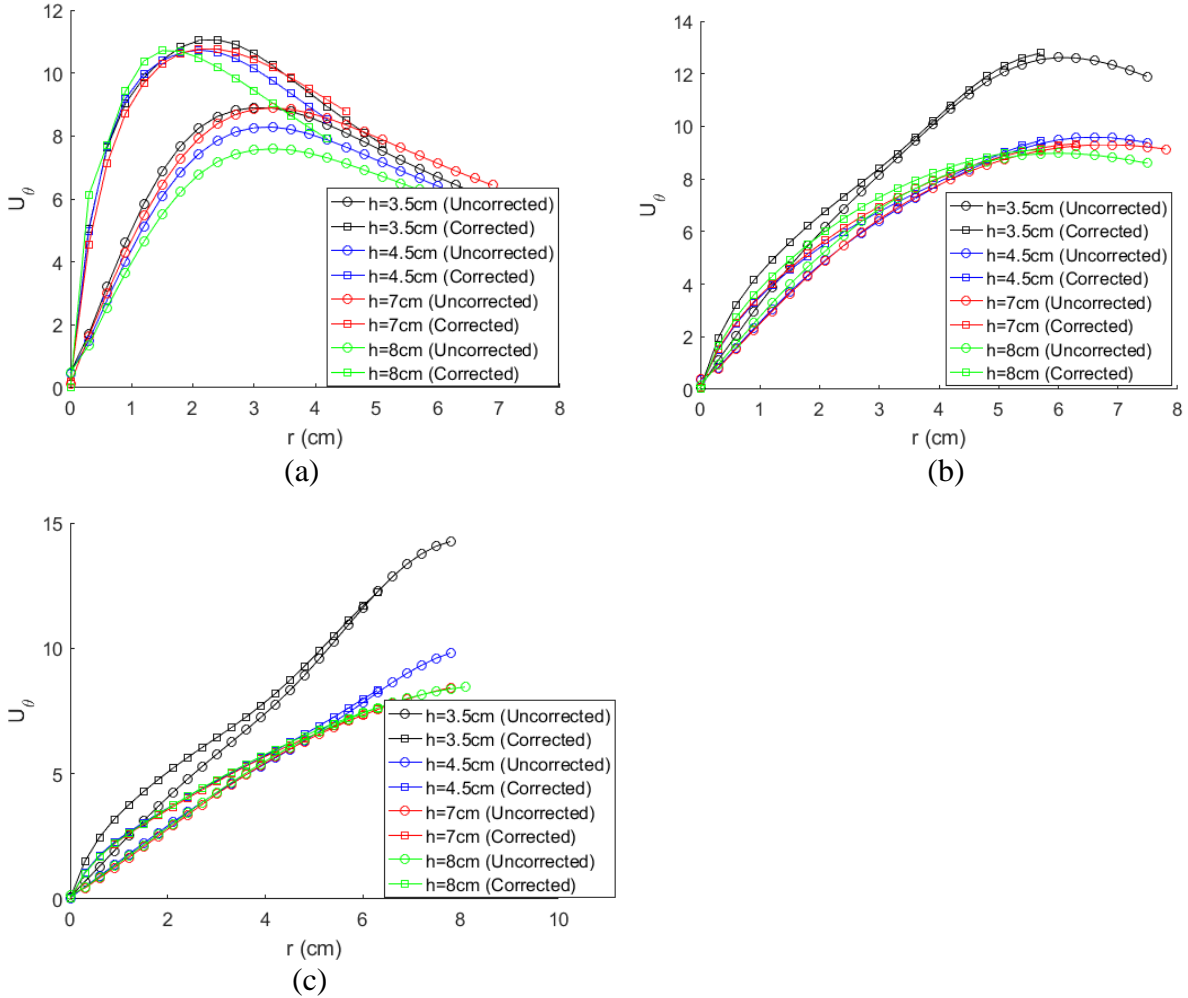 12
10
8
6
4
2
0
U_θ
0 1 2 3 4 5 6 7 8
r (cm)
h=3.5cm (Uncorrected)
h=3.5cm (Corrected)
h=4.5cm (Uncorrected)
h=4.5cm (Corrected)
h=7cm (Uncorrected)
h=7cm (Corrected)
h=8cm (Uncorrected)
h=8cm (Corrected)
(a)
14
12
10
8
6
4
2
0
U_θ
0 1 2 3 4 5 6 7 8
r (cm)
h=3.5cm (Uncorrected)
h=3.5cm (Corrected)
h=4.5cm (Uncorrected)
h=4.5cm (Corrected)
h=7cm (Uncorrected)
h=7cm (Corrected)
h=8cm (Uncorrected)
h=8cm (Corrected)
(b)
15
10
5
0
U_θ
0 2 4 6 8 10
r (cm)
h=3.5cm (Uncorrected)
h=3.5cm (Corrected)
h=4.5cm (Uncorrected)
h=4.5cm (Corrected)
h=7cm (Uncorrected)
h=7cm (Corrected)
h=8cm (Uncorrected)
h=8cm (Corrected)
(c)